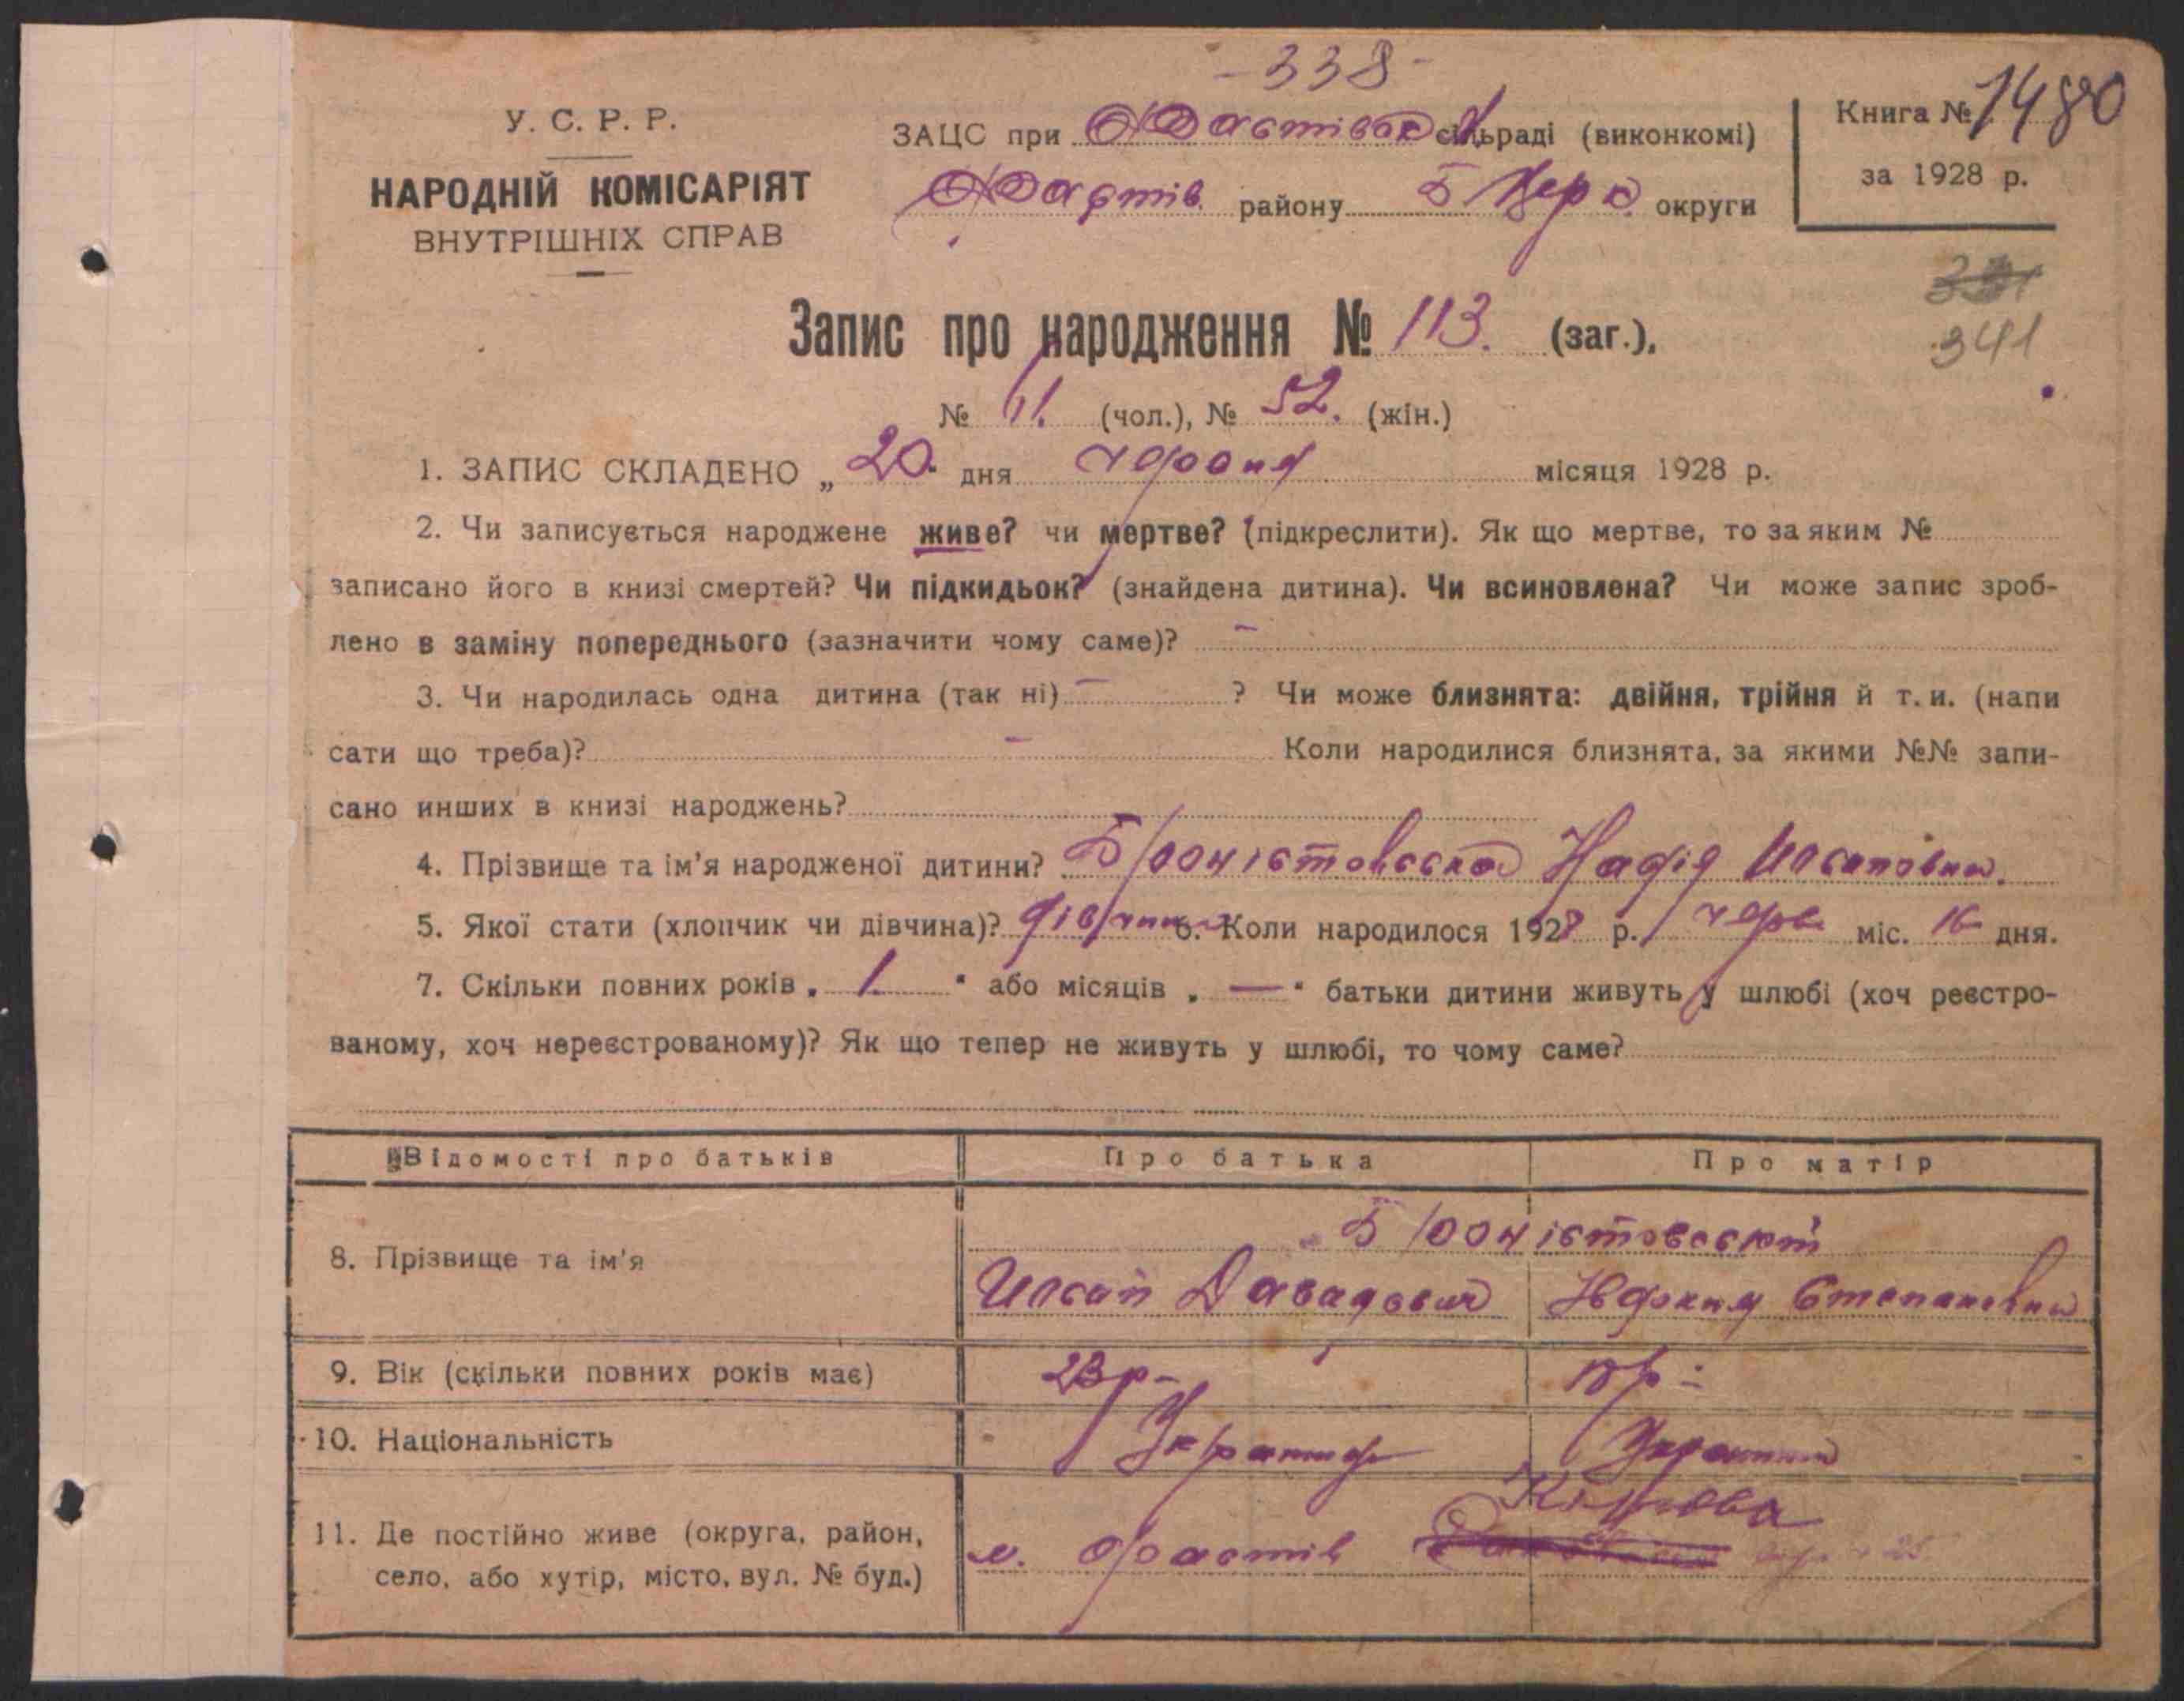 - 338 -
У. С. Р. Р.
НАРОДНІЙ КОМІСАРІЯТ
ВНУТРІШНІХ СПРАВ
ЗАЦС при Фастівск сільраді (виконкомі)
Фастів. району Б Церк. округи
Книга № 1480
за 1928 р.
341
Запис про народження № 113. (заг.),
№ 61. (чол.), № 52. (жін.)
1. ЗАПИС СКЛАДЕНО „ 20. дня червня місяця 1928 р.
2. Чи записується народжене живе? чи мертве? (підкреслити). Як що мертве, то за яким №
записано його в книзі смертей? Чи підкидьок? (знайдена дитина). Чи всиновлена? Чи може запис зроб-
лено в заміну попереднього (зазначити чому саме)? –
3. Чи народилась одна дитина (так ні) – ? Чи може близнята: двійня, трійня й т. и. (напи
сати що треба)? – Коли народилися близнята, за якими №№ запи-
сано инших в книзі народжень?
4. Прізвище та ім'я народженої дитини? Надія
5. Якої стати (хлопчик чи дівчина)? дівчина 6. Коли народилося 1928 р. черв. міс. 16 дня.
7. Скільки повних років „ 1. “ або місяців „ — “ батьки дитини живуть у шлюбі (хоч реєстро-
ваному, хоч нереєстрованому)? Як що тепер не живуть у шлюбі, то чому саме?
Відомості про батьків Про батька Про матір
8. Прізвище та ім'я
Давидович Степановна
9. Вік (скільки повних років має) 23 р.
10. Національність Українец Українка
11. Де постійно живе (округа, район,
село, або хутір, місто, вул. № буд.) м. Фастів